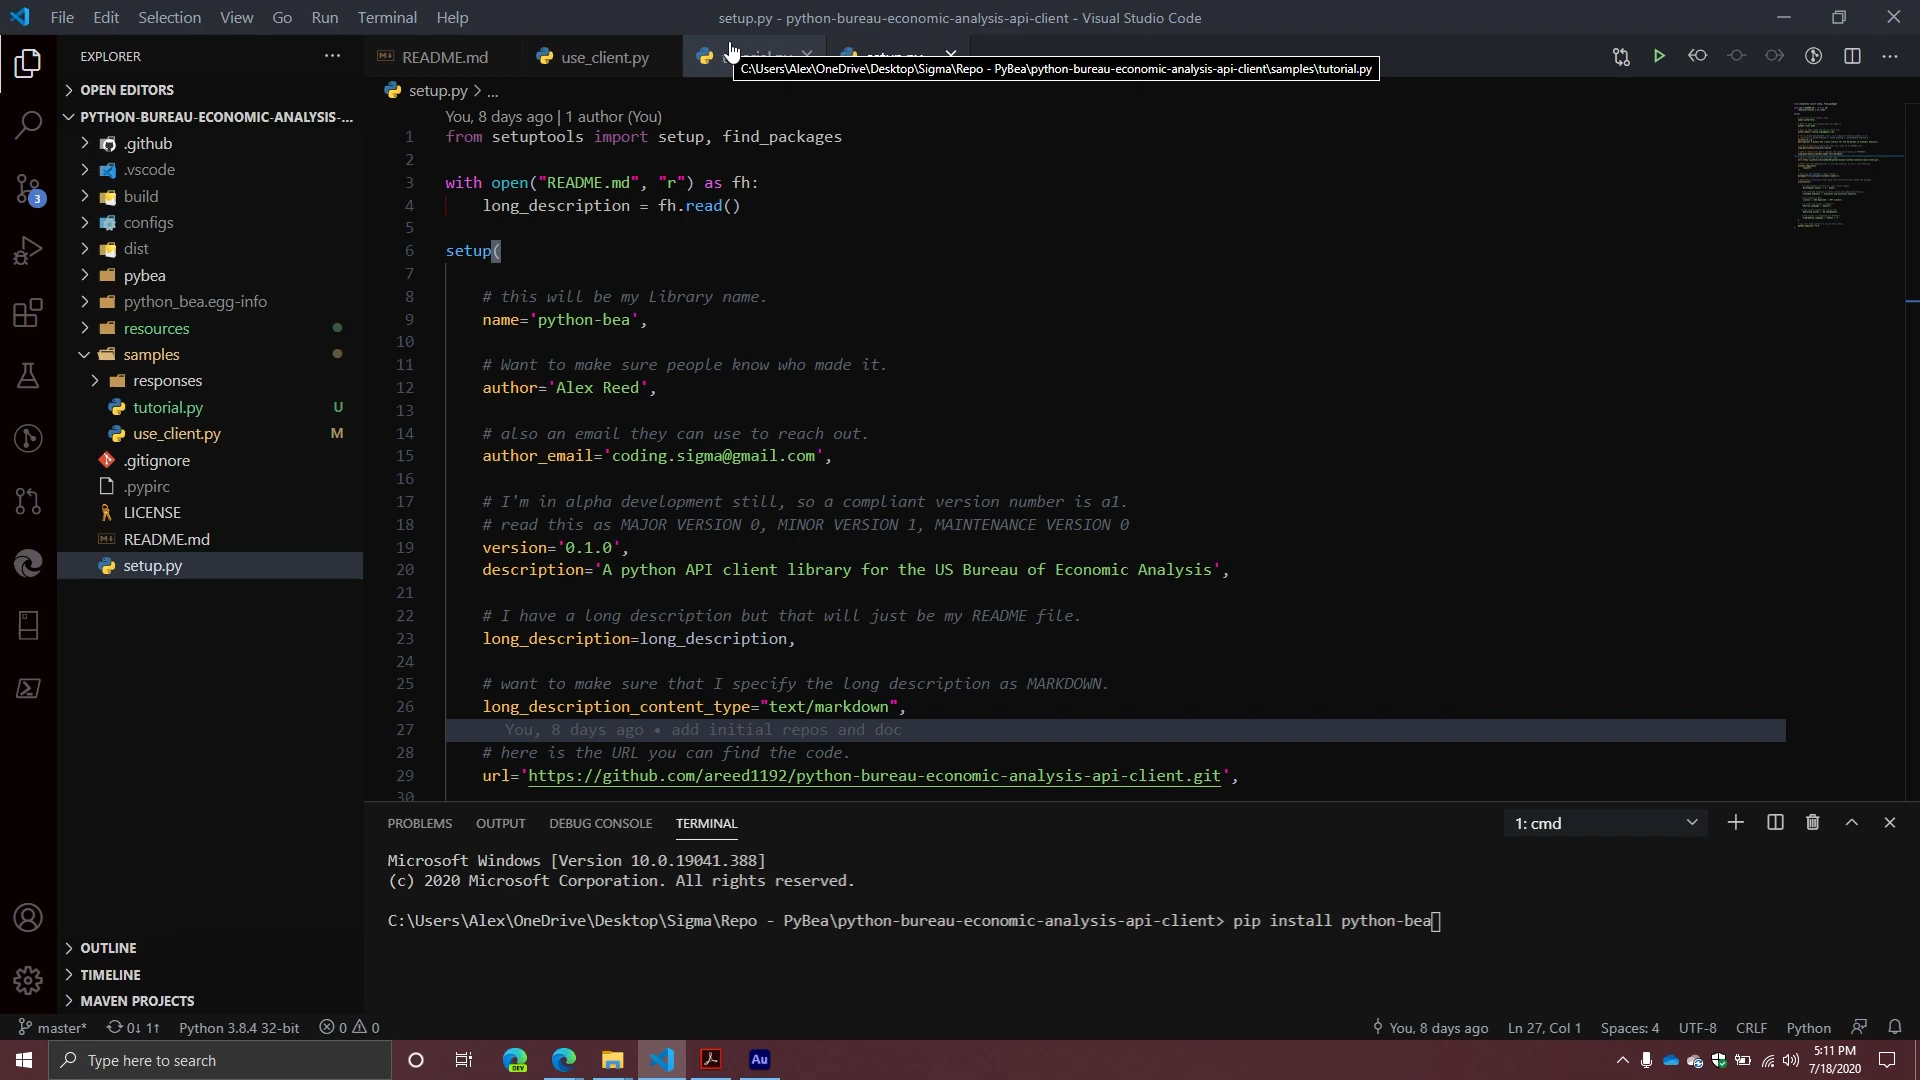 File Edit Selection View Go Run Terminal Help
setup.py - python-bureau-economic-analysis-api-client - Visual Studio Code
EXPLORER
README.md
use_client.py
C:\Users\Alex\OneDrive\Desktop\Sigma\Repo - PyBea\python-bureau-economic-analysis-api-client\samples\tutorial.py
OPEN EDITORS
PYTHON-BUREAU-ECONOMIC-ANALYSIS-...
.github
.vscode
build
configs
dist
pybea
python_bea.egg-info
resources
samples
responses
tutorial.py U
use_client.py M
.gitignore
.pypirc
LICENSE
README.md
setup.py
OUTLINE
TIMELINE
MAVEN PROJECTS
3
setup.py > ...
You, 8 days ago | 1 author (You)
1 from setuptools import setup, find_packages
2
3 with open("README.md", "r") as fh:
4 long_description = fh.read()
5
6 setup(
7
8 # this will be my Library name.
9 name='python-bea',
10
11 # Want to make sure people know who made it.
12 author='Alex Reed',
13
14 # also an email they can use to reach out.
15 author_email='coding.sigma@gmail.com',
16
17 # I'm in alpha development still, so a compliant version number is a1.
18 # read this as MAJOR VERSION 0, MINOR VERSION 1, MAINTENANCE VERSION 0
19 version='0.1.0',
20 description='A python API client library for the US Bureau of Economic Analysis',
21
22 # I have a long description but that will just be my README file.
23 long_description=long_description,
24
25 # want to make sure that I specify the long description as MARKDOWN.
26 long_description_content_type="text/markdown",
27 You, 8 days ago • add initial repos and doc
28 # here is the URL you can find the code.
29 url='https://github.com/areed1192/python-bureau-economic-analysis-api-client.git',
30
PROBLEMS OUTPUT DEBUG CONSOLE TERMINAL
1: cmd
Microsoft Windows [Version 10.0.19041.388]
(c) 2020 Microsoft Corporation. All rights reserved.
C:\Users\Alex\OneDrive\Desktop\Sigma\Repo - PyBea\python-bureau-economic-analysis-api-client> pip install python-bea
master* 0↓ 1↑ Python 3.8.4 32-bit 0 0
You, 8 days ago Ln 27, Col 1 Spaces: 4 UTF-8 CRLF Python
Type here to search
DEV
Au
5:11 PM
7/18/2020